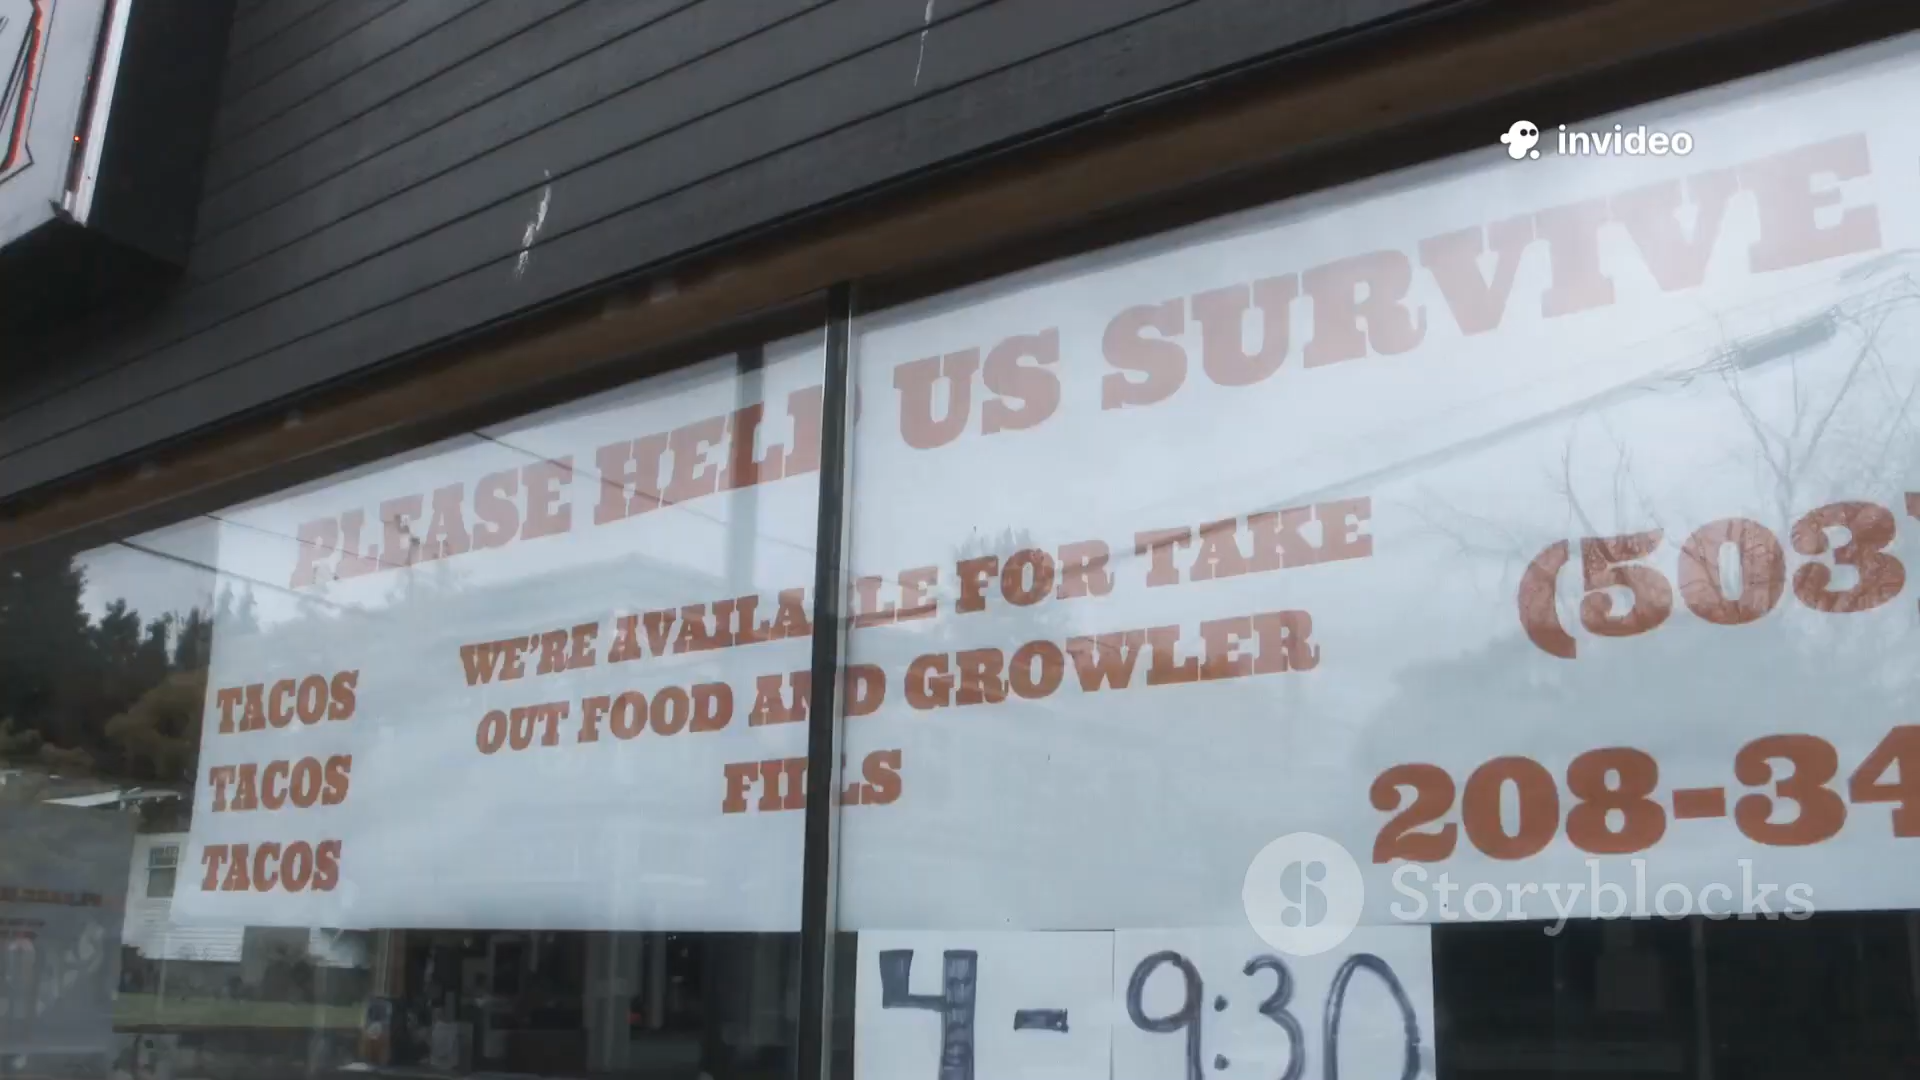 invideo
PLEASE HELP US SURVIVE
WE'RE AVAILABLE FOR TAKE
OUT FOOD AND GROWLER
FILLS
TACOS
TACOS
TACOS
(503)
208-34
Storyblocks
4-9:30